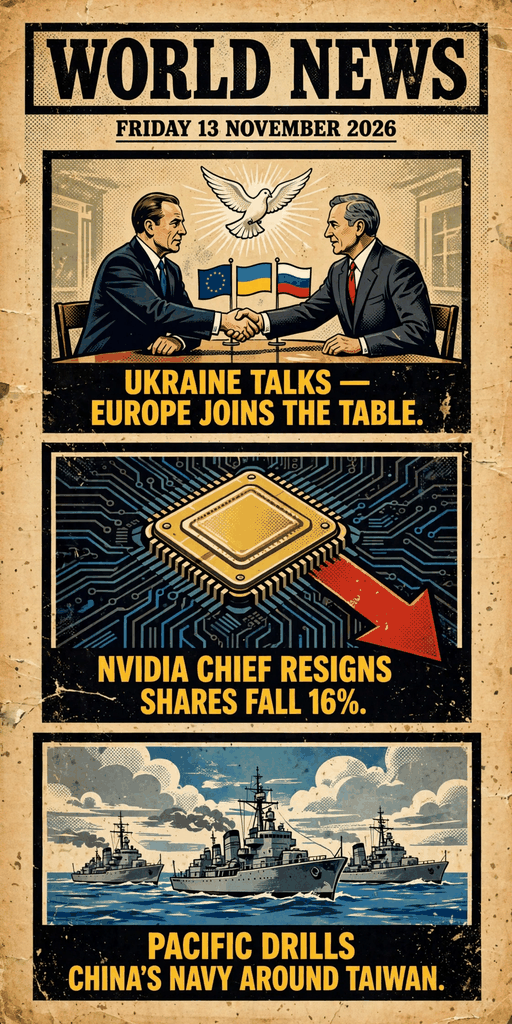 WORLD NEWS
FRIDAY 13 NOVEMBER 2026
UKRAINE TALKS —
EUROPE JOINS THE TABLE.
NVIDIA CHIEF RESIGNS
SHARES FALL 16%.
PACIFIC DRILLS
CHINA'S NAVY AROUND TAIWAN.